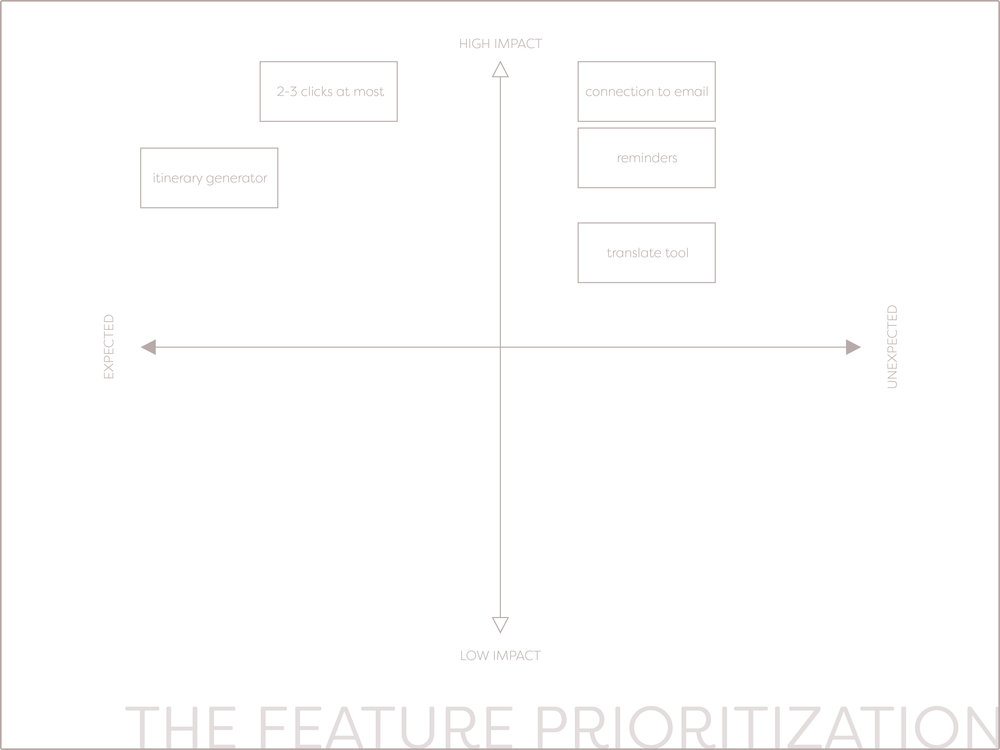 HIGH IMPACT
2-3 clicks at most
connection to email
reminders
itinerary generator
translate tool
EXPECTED
UNEXPECTED
LOW IMPACT
THE FEATURE PRIORITIZATION